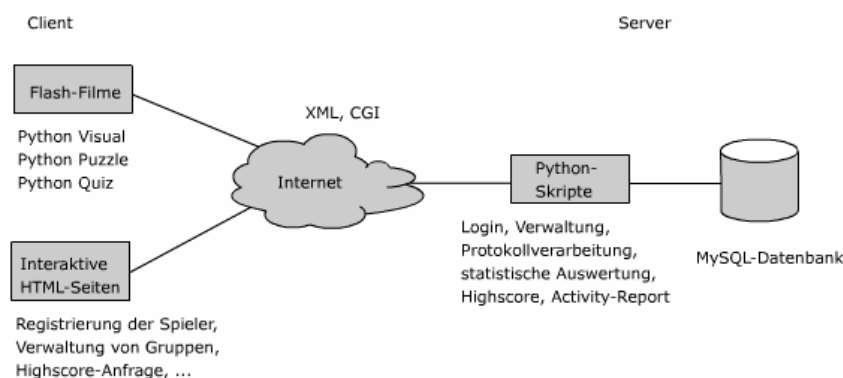 Client
Server
Flash-Filme
Python Visual
Python Puzzle
Python Quiz
XML, CGI
Internet
Python-
Skripte
Login, Verwaltung,
Protokollverarbeitung,
statistische Auswertung,
Highscore, Activity-Report
MySQL-Datenbank
Interaktive
HTML-Seiten
Registrierung der Spieler,
Verwaltung von Gruppen,
Highscore-Anfrage, ...